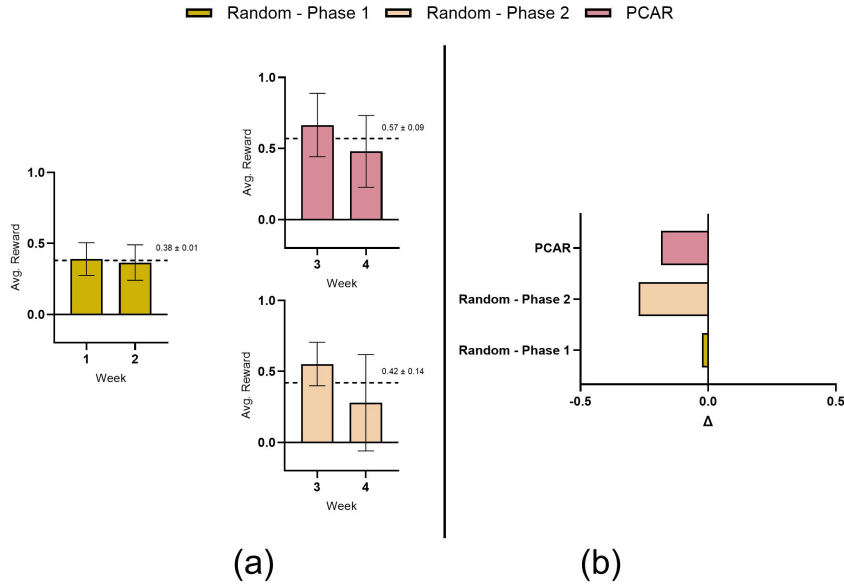 Random - Phase 1 Random - Phase 2 PCAR
1.0
0.5
0.0
Avg. Reward
0.38 ± 0.01
1 2
Week
1.0
0.5
0.0
Avg. Reward
0.57 ± 0.09
3 4
Week
1.0
0.5
0.0
Avg. Reward
0.42 ± 0.14
3 4
Week
(a)
PCAR
Random - Phase 2
Random - Phase 1
-0.5 0.0 0.5
Δ
(b)